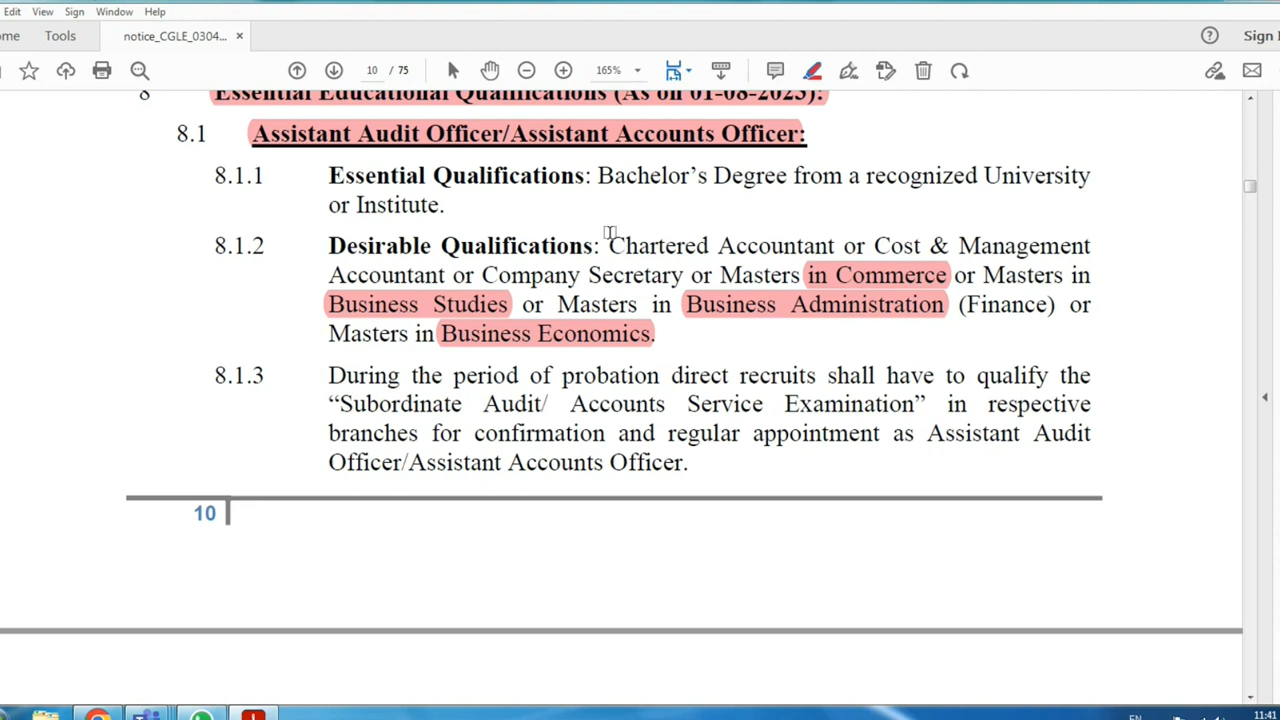 Edit View Sign Window Help
ome Tools notice_CGLE_0304... × Sign
10 / 75 165%
8 Essential Educational Qualifications (As on 01-08-2023):
8.1 Assistant Audit Officer/Assistant Accounts Officer:
8.1.1 Essential Qualifications: Bachelor’s Degree from a recognized University
or Institute.
8.1.2 Desirable Qualifications: Chartered Accountant or Cost & Management
Accountant or Company Secretary or Masters in Commerce or Masters in
Business Studies or Masters in Business Administration (Finance) or
Masters in Business Economics.
8.1.3 During the period of probation direct recruits shall have to qualify the
“Subordinate Audit/ Accounts Service Examination” in respective
branches for confirmation and regular appointment as Assistant Audit
Officer/Assistant Accounts Officer.
10
EN 11:41